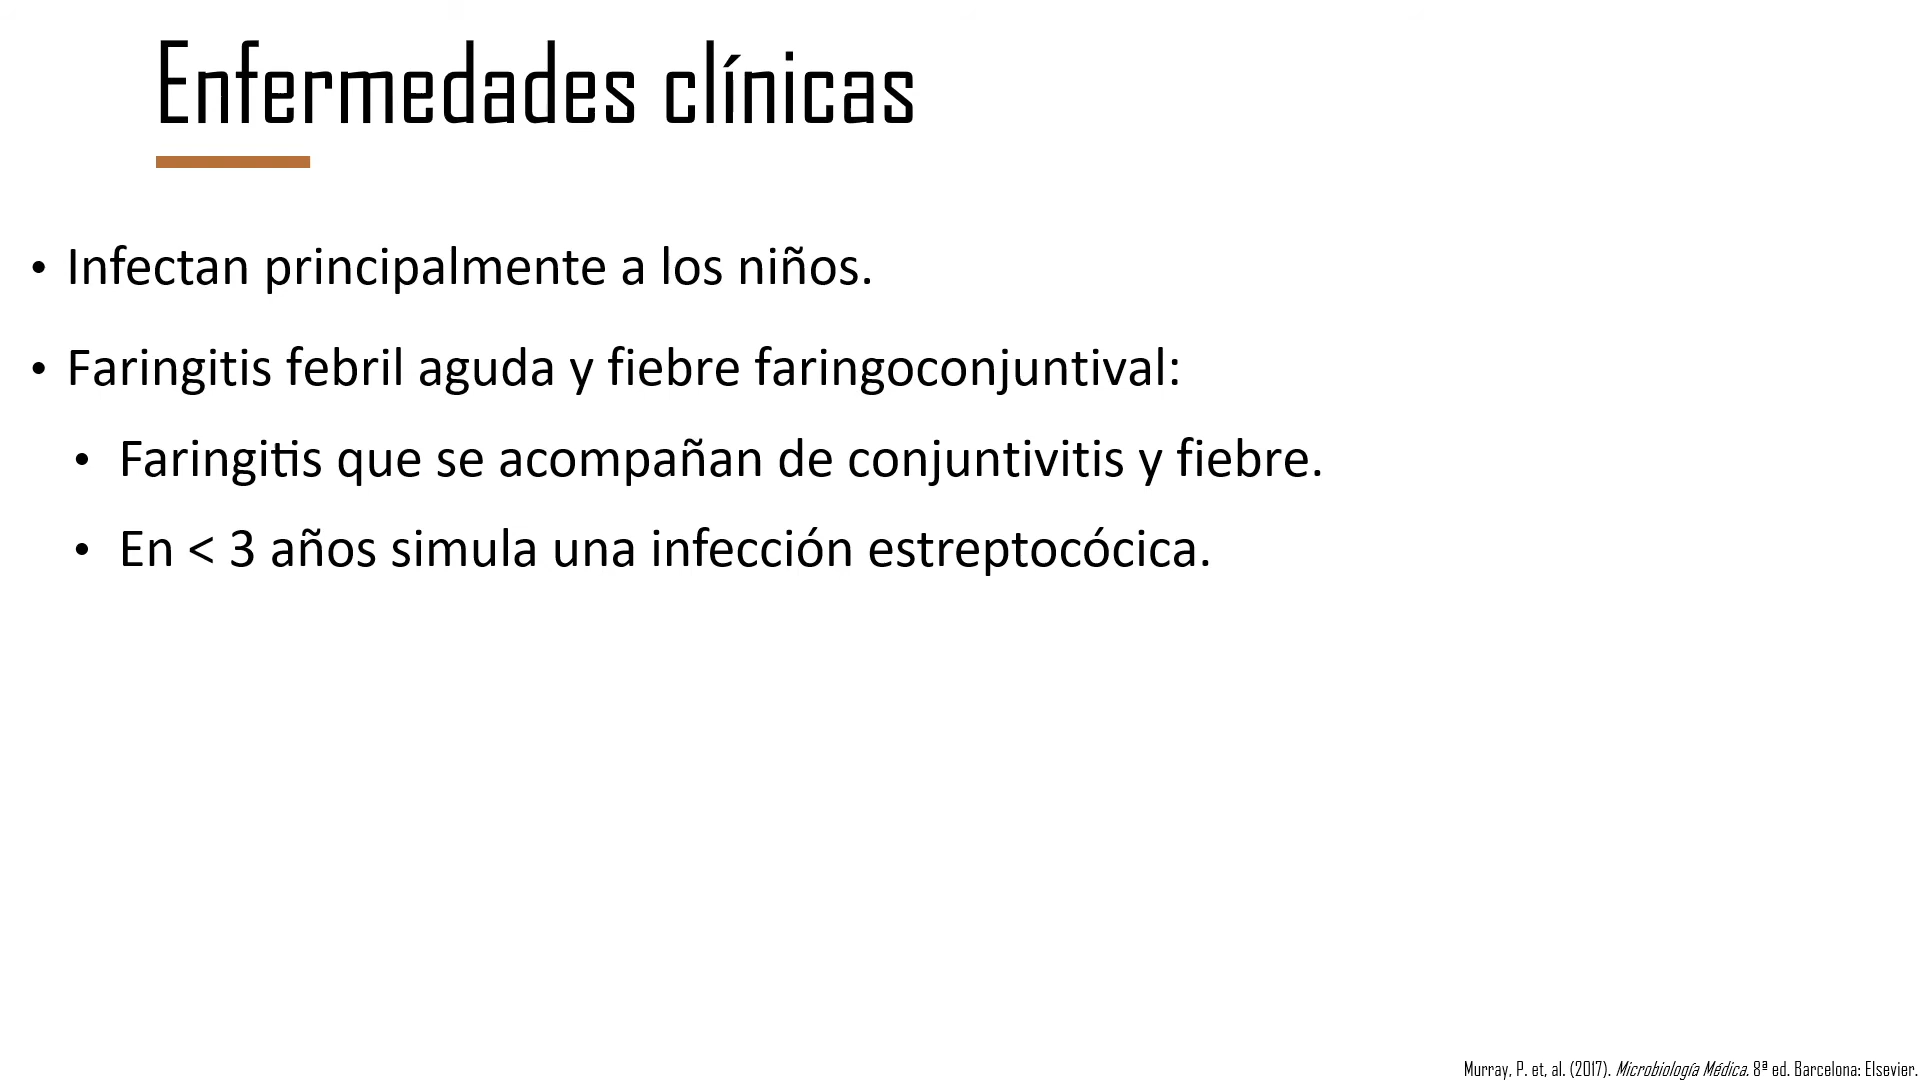 Enfermedades clínicas
• Infectan principalmente a los niños.
• Faringitis febril aguda y fiebre faringoconjuntival:
• Faringitis que se acompañan de conjuntivitis y fiebre.
• En < 3 años simula una infección estreptocócica.
Murray, P. et, al. (2017). Microbiología Médica. 8ª ed. Barcelona: Elsevier.